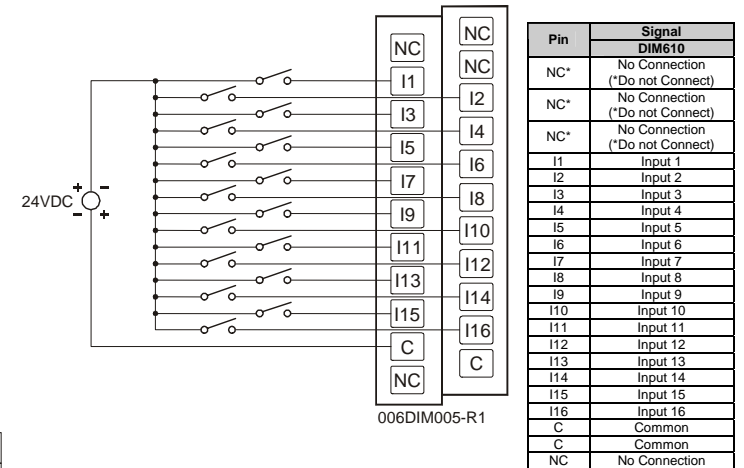 NC
NC
NC
I1
I2
I3
I4
I5
I6
I7
I8
I9
I10
I11
I12
I13
I14
I15
I16
C
C
NC
24VDC
+ -
- +
006DIM005-R1
Pin Signal
DIM610
NC* No Connection
(*Do not Connect)
NC* No Connection
(*Do not Connect)
NC* No Connection
(*Do not Connect)
I1 Input 1
I2 Input 2
I3 Input 3
I4 Input 4
I5 Input 5
I6 Input 6
I7 Input 7
I8 Input 8
I9 Input 9
I10 Input 10
I11 Input 11
I12 Input 12
I13 Input 13
I14 Input 14
I15 Input 15
I16 Input 16
C Common
C Common
NC No Connection